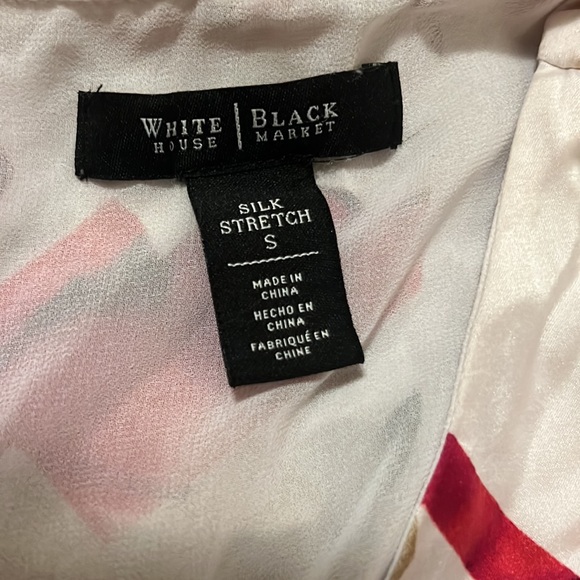 WHITE | BLACK
HOUSE MARKET
SILK
STRETCH
S
MADE IN
CHINA
HECHO EN
CHINA
FABRIQUÉ EN
CHINE